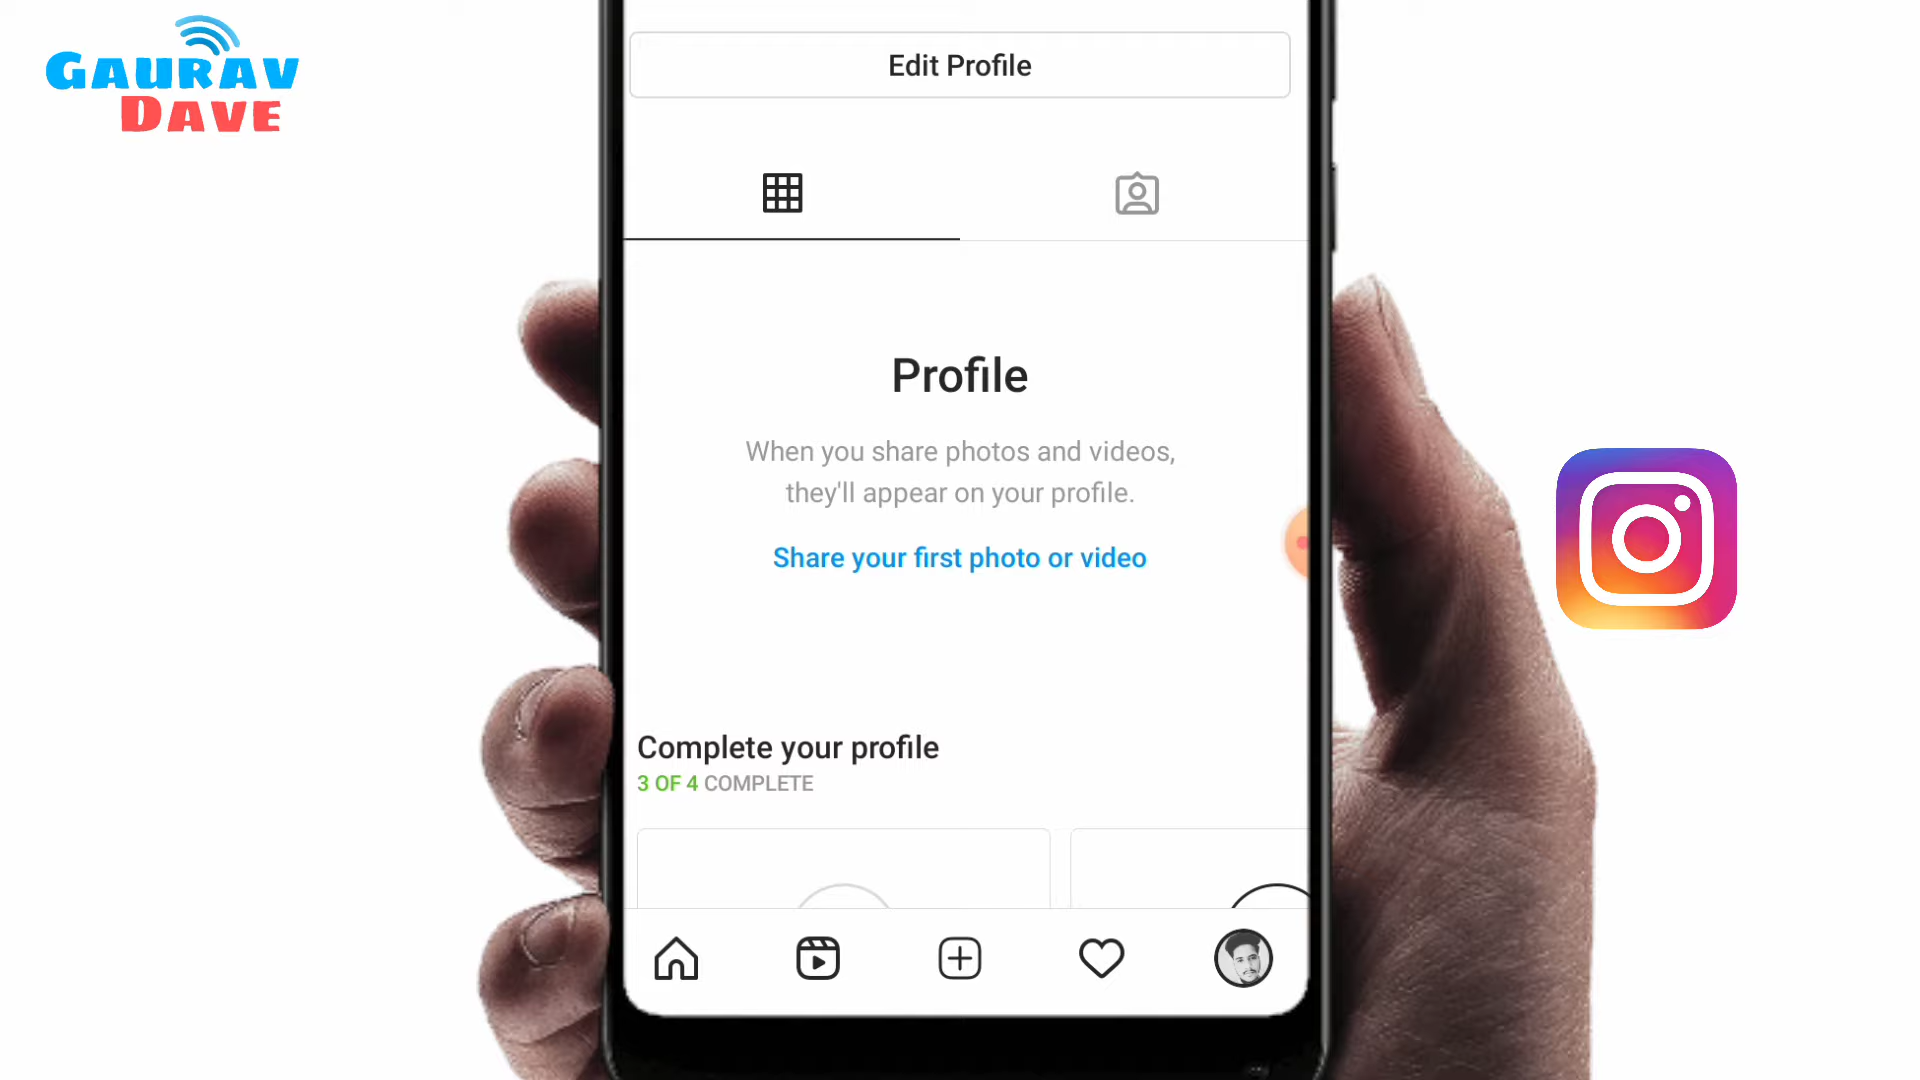 GAURAV
DAVE
Edit Profile
Profile
When you share photos and videos,
they'll appear on your profile.
Share your first photo or video
Complete your profile
3 OF 4 COMPLETE